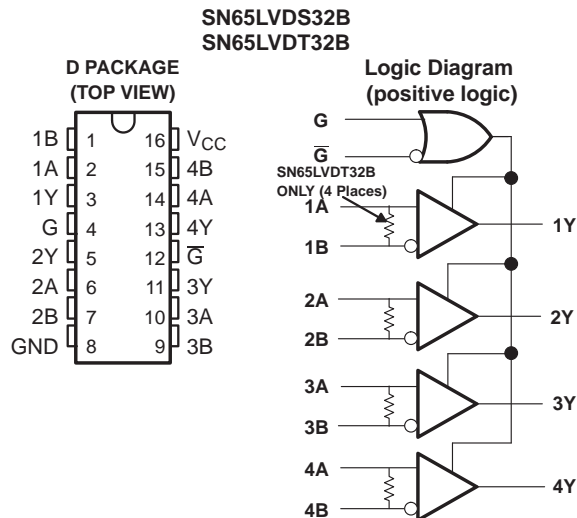 SN65LVDS32B
SN65LVDT32B
D PACKAGE
(TOP VIEW)
1B 1 16 VCC
1A 2 15 4B
1Y 3 14 4A
G 4 13 4Y
2Y 5 12 G̅
2A 6 11 3Y
2B 7 10 3A
GND 8 9 3B
Logic Diagram
(positive logic)
G
G̅
SN65LVDT32B
ONLY (4 Places)
1A
1Y
1B
2A
2Y
2B
3A
3Y
3B
4A
4Y
4B